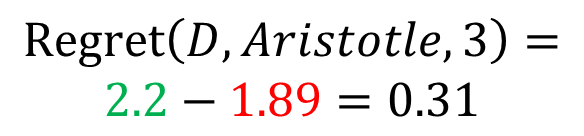 Regret(D, Aristotle, 3) =
2.2 − 1.89 = 0.31